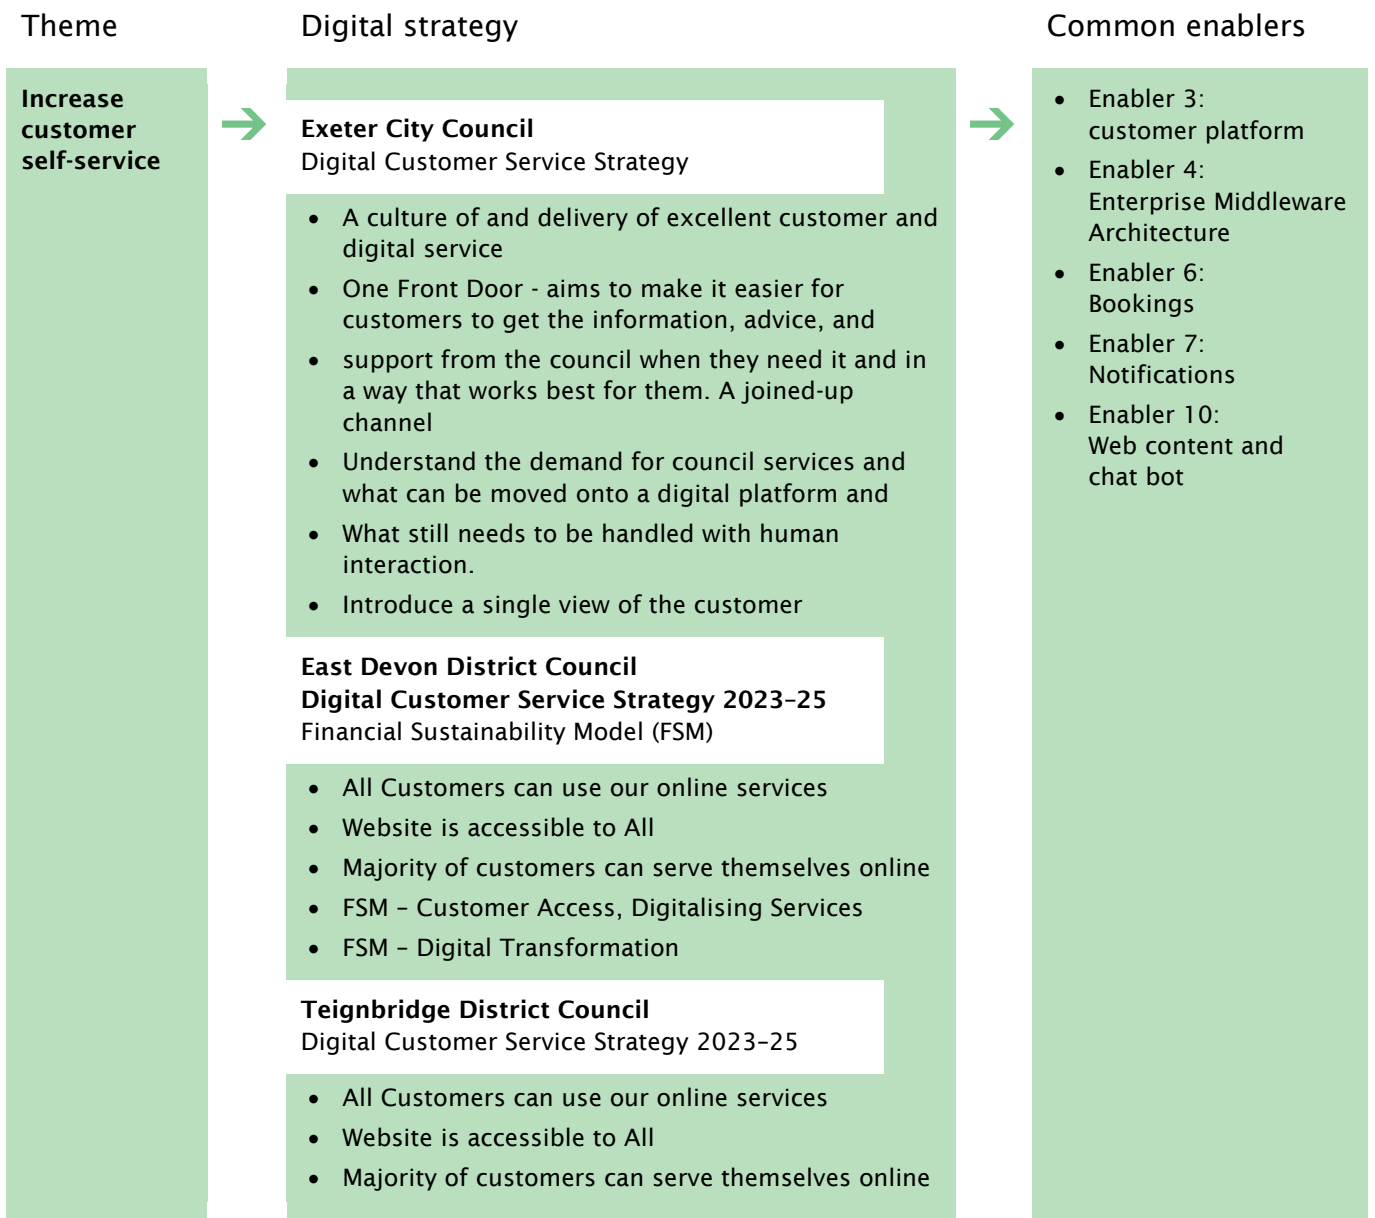 Theme
Digital strategy
Common enablers
Increase
customer
self-service
Exeter City Council
Digital Customer Service Strategy
• A culture of and delivery of excellent customer and
digital service
• One Front Door - aims to make it easier for
customers to get the information, advice, and
• support from the council when they need it and in
a way that works best for them. A joined-up
channel
• Understand the demand for council services and
what can be moved onto a digital platform and
• What still needs to be handled with human
interaction.
• Introduce a single view of the customer
East Devon District Council
Digital Customer Service Strategy 2023–25
Financial Sustainability Model (FSM)
• All Customers can use our online services
• Website is accessible to All
• Majority of customers can serve themselves online
• FSM – Customer Access, Digitalising Services
• FSM – Digital Transformation
Teignbridge District Council
Digital Customer Service Strategy 2023–25
• All Customers can use our online services
• Website is accessible to All
• Majority of customers can serve themselves online
• Enabler 3:
customer platform
• Enabler 4:
Enterprise Middleware
Architecture
• Enabler 6:
Bookings
• Enabler 7:
Notifications
• Enabler 10:
Web content and
chat bot